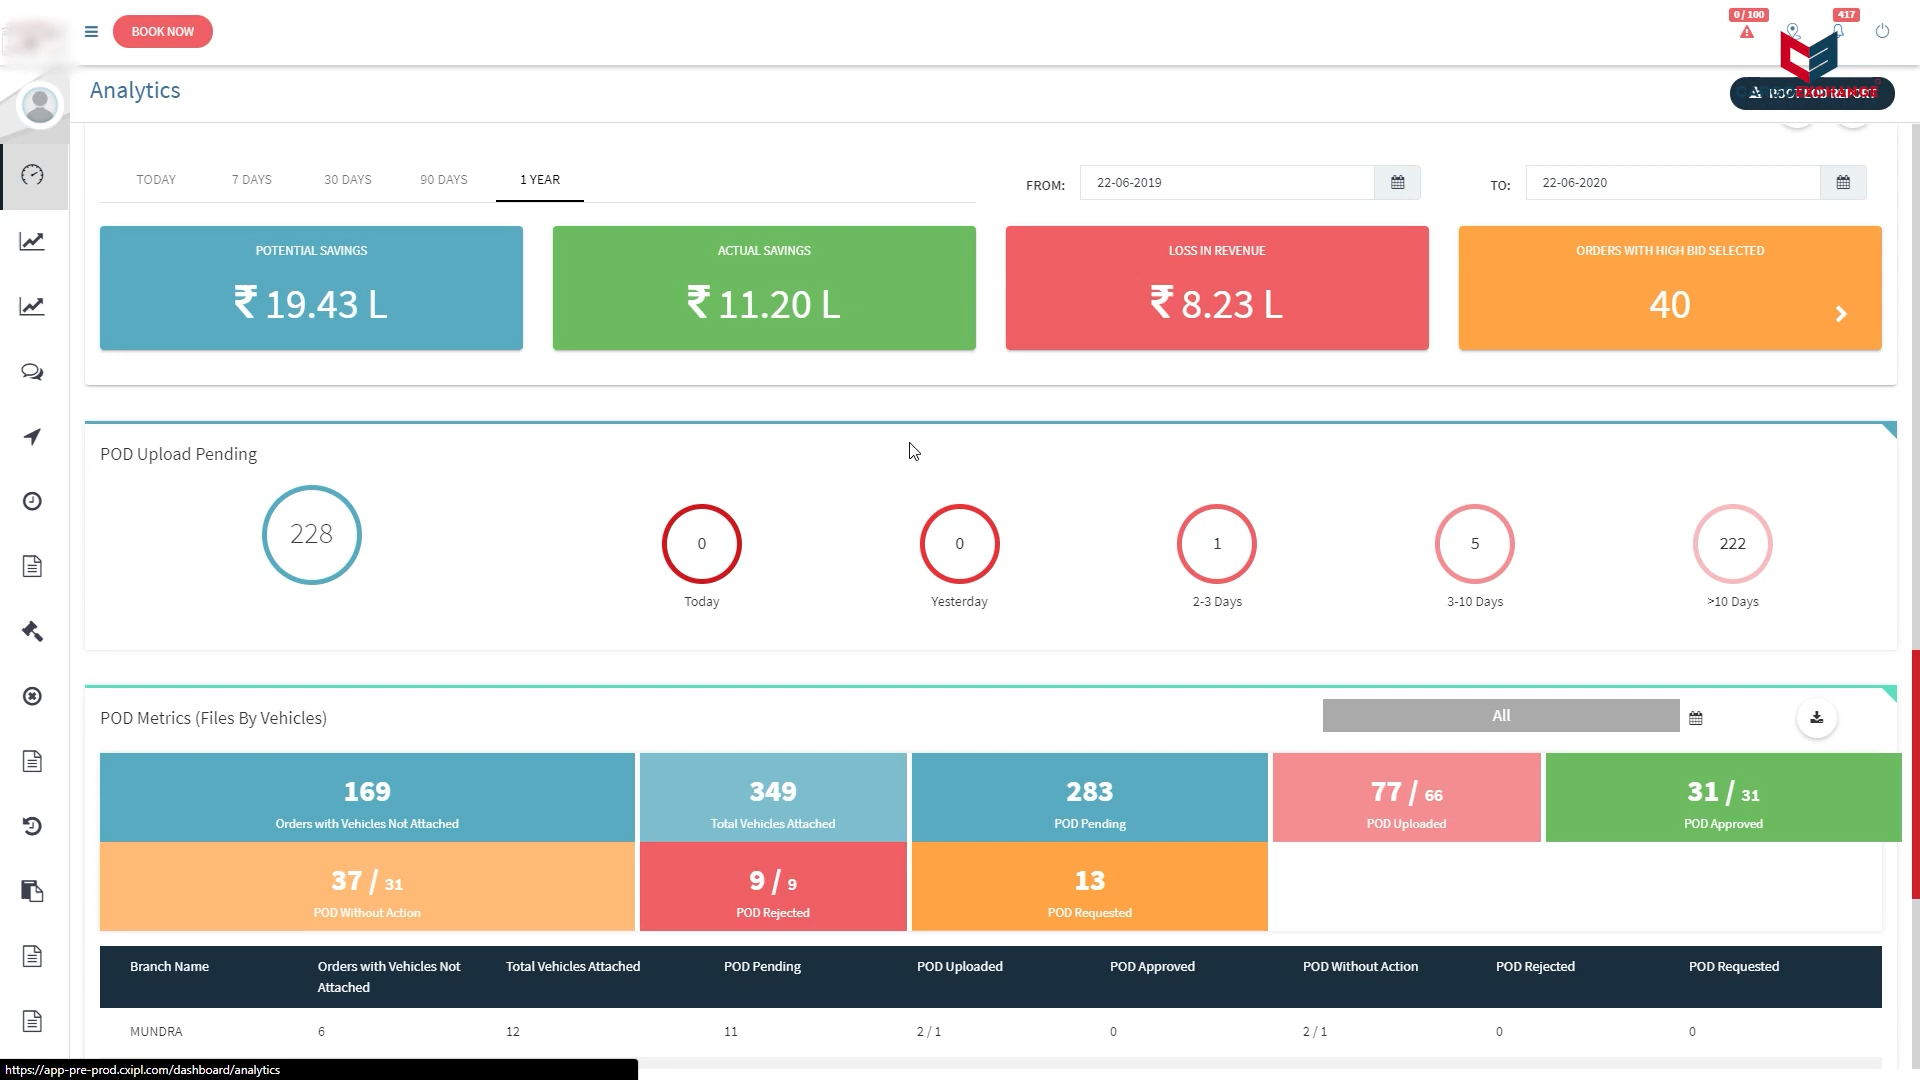 BOOK NOW
0 / 100
417
Analytics
EXCHANGE
TODAY
7 DAYS
30 DAYS
90 DAYS
1 YEAR
FROM:
22-06-2019
TO:
22-06-2020
POTENTIAL SAVINGS
₹ 19.43 L
ACTUAL SAVINGS
₹ 11.20 L
LOSS IN REVENUE
₹ 8.23 L
ORDERS WITH HIGH BID SELECTED
40
POD Upload Pending
228
0
Today
0
Yesterday
1
2-3 Days
5
3-10 Days
222
>10 Days
POD Metrics (Files By Vehicles)
All
169
Orders with Vehicles Not Attached
349
Total Vehicles Attached
283
POD Pending
77 / 66
POD Uploaded
31 / 31
POD Approved
37 / 31
POD Without Action
9 / 9
POD Rejected
13
POD Requested
Branch Name
Orders with Vehicles Not
Attached
Total Vehicles Attached
POD Pending
POD Uploaded
POD Approved
POD Without Action
POD Rejected
POD Requested
MUNDRA
6
12
11
2 / 1
0
2 / 1
0
0
https://app-pre-prod.cxipl.com/dashboard/analytics